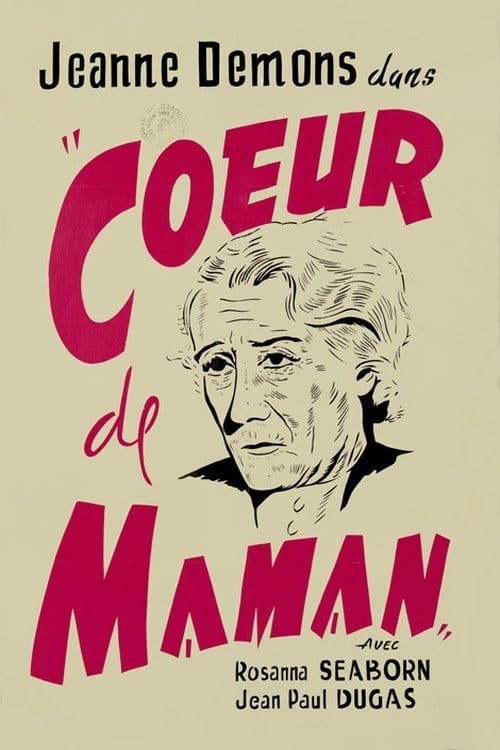 Jeanne Demons dans
"COEUR
de
MAMAN"
AVEC
Rosanna SEABORN
Jean Paul DUGAS